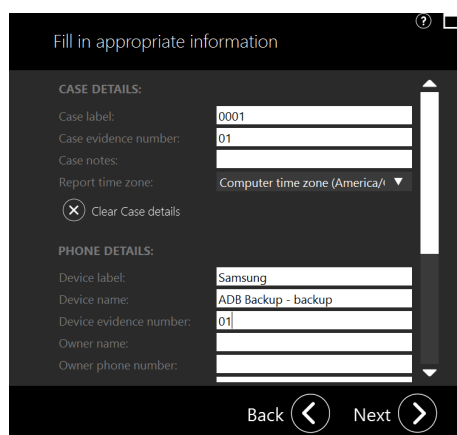 Fill in appropriate information
CASE DETAILS:
Case label: 0001
Case evidence number: 01
Case notes:
Report time zone: Computer time zone (America/
Clear Case details
PHONE DETAILS:
Device label: Samsung
Device name: ADB Backup - backup
Device evidence number: 01
Owner name:
Owner phone number:
Back Next